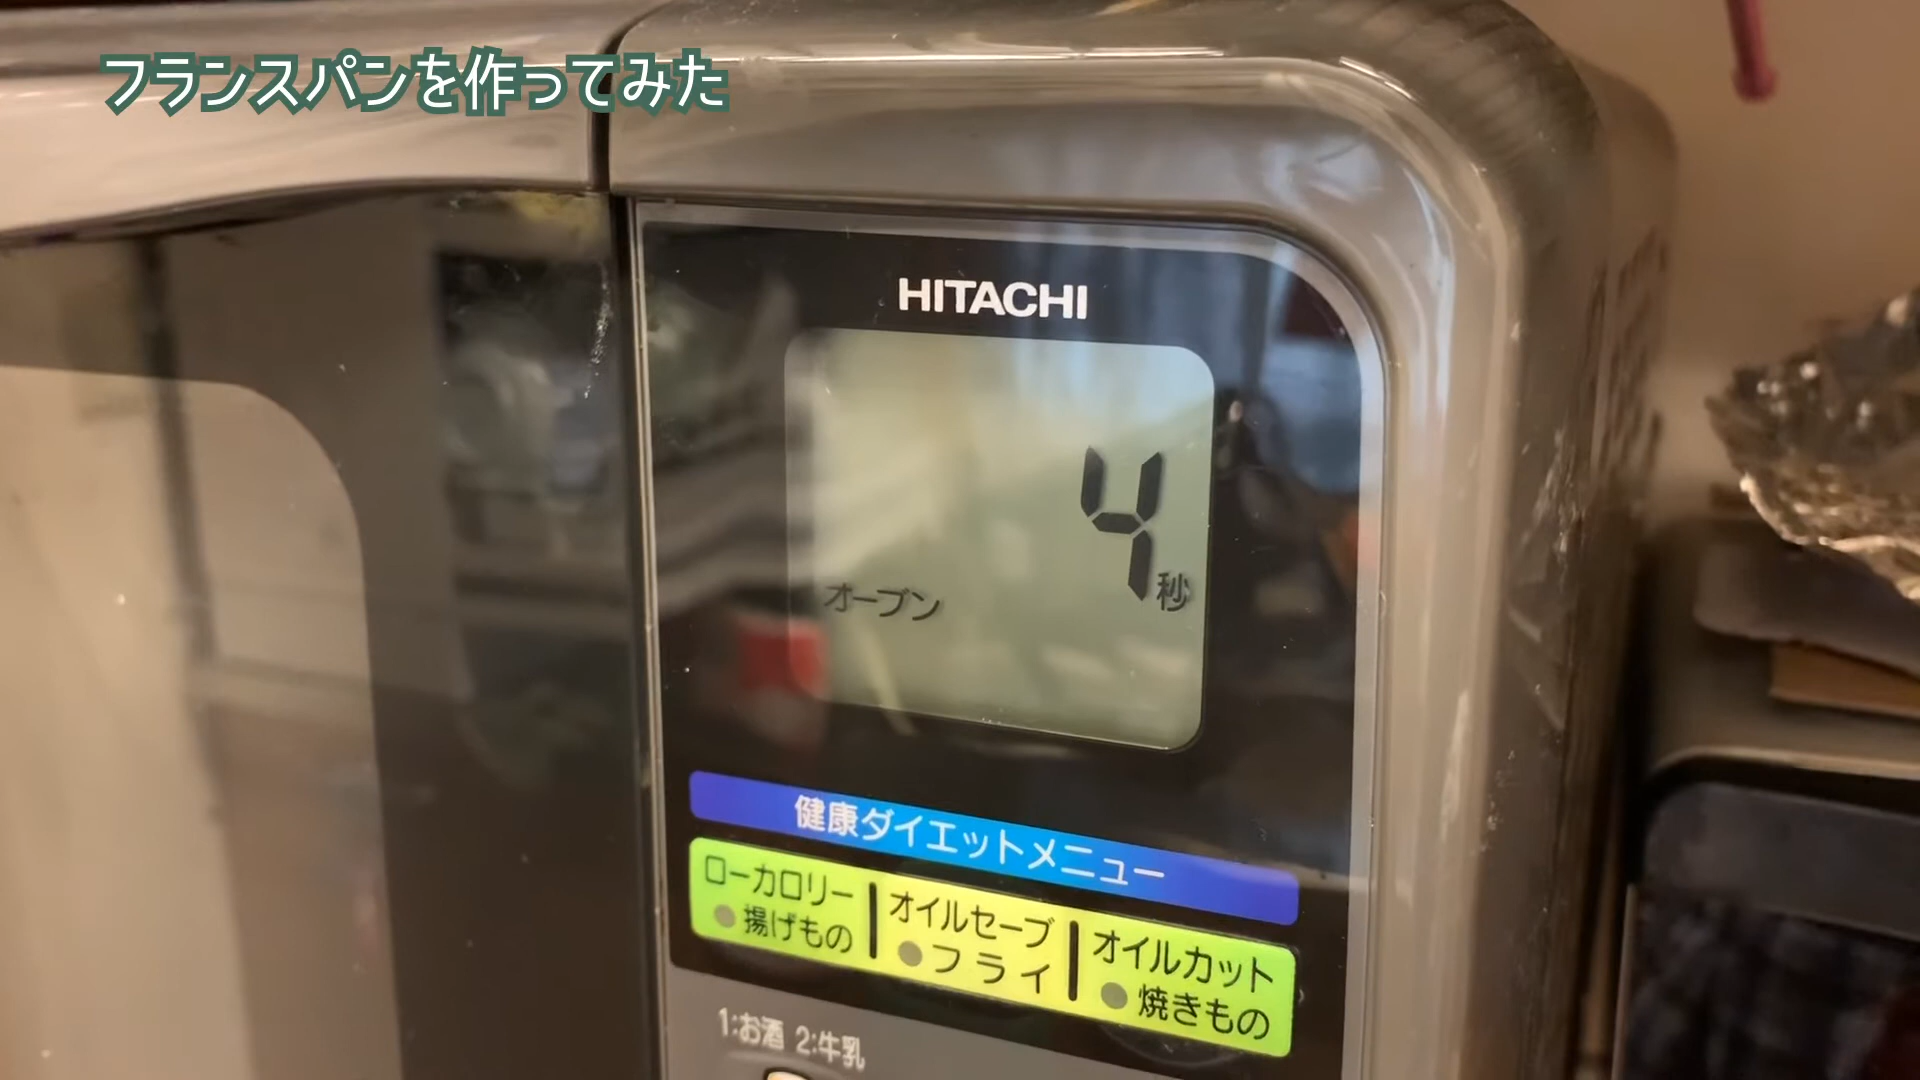 フランスパンを作ってみた
HITACHI
4秒
オーブン
健康ダイエットメニュー
ローカロリー
揚げもの
オイルセーブ
フライ
オイルカット
焼きもの
1:お酒 2:牛乳